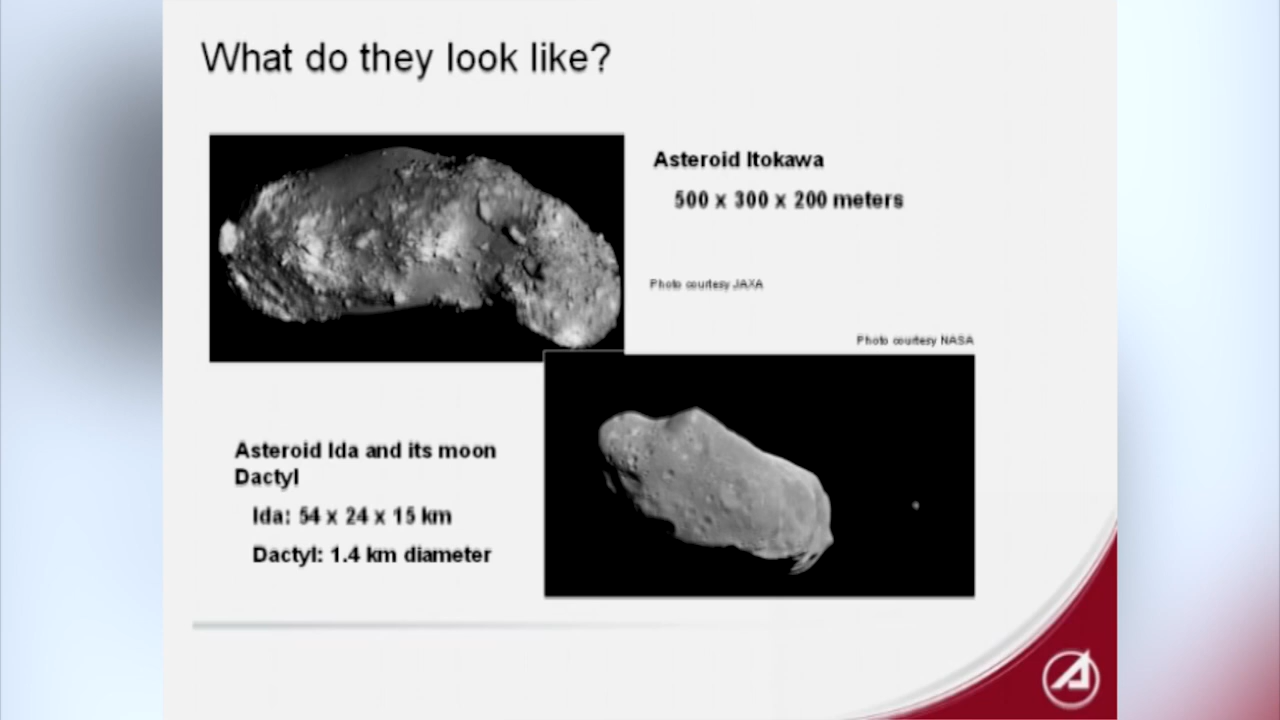 What do they look like?
Asteroid Itokawa
500 x 300 x 200 meters
Photo courtesy JAXA
Photo courtesy NASA
Asteroid Ida and its moon
Dactyl
Ida: 54 x 24 x 15 km
Dactyl: 1.4 km diameter